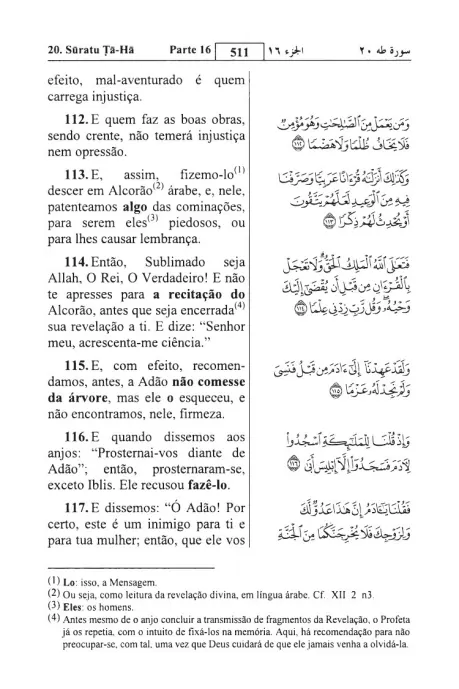 20. Sūratu Ṭā-Hā Parte 16 511 الجزء ١٦ سورة طه ٢٠
efeito, mal-aventurado é quem
carrega injustiça.
112. E quem faz as boas obras,
sendo crente, não temerá injustiça
nem opressão.
113. E, assim, fizemo-lo(1)
descer em Alcorão(2) árabe, e, nele,
patenteamos algo das cominações,
para serem eles(3) piedosos, ou
para lhes causar lembrança.
114. Então, Sublimado seja
Allah, O Rei, O Verdadeiro! E não
te apresses para a recitação do
Alcorão, antes que seja encerrada(4)
sua revelação a ti. E dize: “Senhor
meu, acrescenta-me ciência.”
115. E, com efeito, recomen-
damos, antes, a Adão não comesse
da árvore, mas ele o esqueceu, e
não encontramos, nele, firmeza.
116. E quando dissemos aos
anjos: “Prosternai-vos diante de
Adão”; então, prosternaram-se,
exceto Iblis. Ele recusou fazê-lo.
117. E dissemos: “Ó Adão! Por
certo, este é um inimigo para ti e
para tua mulher; então, que ele vos
وَمَن يَعْمَلْ مِنَ ٱلصَّٰلِحَٰتِ وَهُوَ مُؤْمِنٌ
فَلَا يَخَافُ ظُلْمًا وَلَا هَضْمًا ١١٢
وَكَذَٰلِكَ أَنزَلْنَٰهُ قُرْءَانًا عَرَبِيًّا وَصَرَّفْنَا
فِيهِ مِنَ ٱلْوَعِيدِ لَعَلَّهُمْ يَتَّقُونَ
أَوْ يُحْدِثُ لَهُمْ ذِكْرًا ١١٣
فَتَعَٰلَى ٱللَّهُ ٱلْمَلِكُ ٱلْحَقُّ ۗ وَلَا تَعْجَلْ
بِٱلْقُرْءَانِ مِن قَبْلِ أَن يُقْضَىٰٓ إِلَيْكَ
وَحْيُهُۥ ۖ وَقُل رَّبِّ زِدْنِى عِلْمًا ١١٤
وَلَقَدْ عَهِدْنَآ إِلَىٰٓ ءَادَمَ مِن قَبْلُ فَنَسِىَ
وَلَمْ نَجِدْ لَهُۥ عَزْمًا ١١٥
وَإِذْ قُلْنَا لِلْمَلَٰٓئِكَةِ ٱسْجُدُوا۟
لِءَادَمَ فَسَجَدُوٓا۟ إِلَّآ إِبْلِيسَ أَبَىٰ ١١٦
فَقُلْنَا يَٰٓـَٔادَمُ إِنَّ هَٰذَا عَدُوٌّ لَّكَ
وَلِزَوْجِكَ فَلَا يُخْرِجَنَّكُمَا مِنَ ٱلْجَنَّةِ
(1) Lo: isso, a Mensagem.
(2) Ou seja, como leitura da revelação divina, em língua árabe. Cf. XII 2 n3.
(3) Eles: os homens.
(4) Antes mesmo de o anjo concluir a transmissão de fragmentos da Revelação, o Profeta
já os repetia, com o intuito de fixá-los na memória. Aqui, há recomendação para não
preocupar-se, com tal, uma vez que Deus cuidará de que ele jamais venha a olvidá-la.